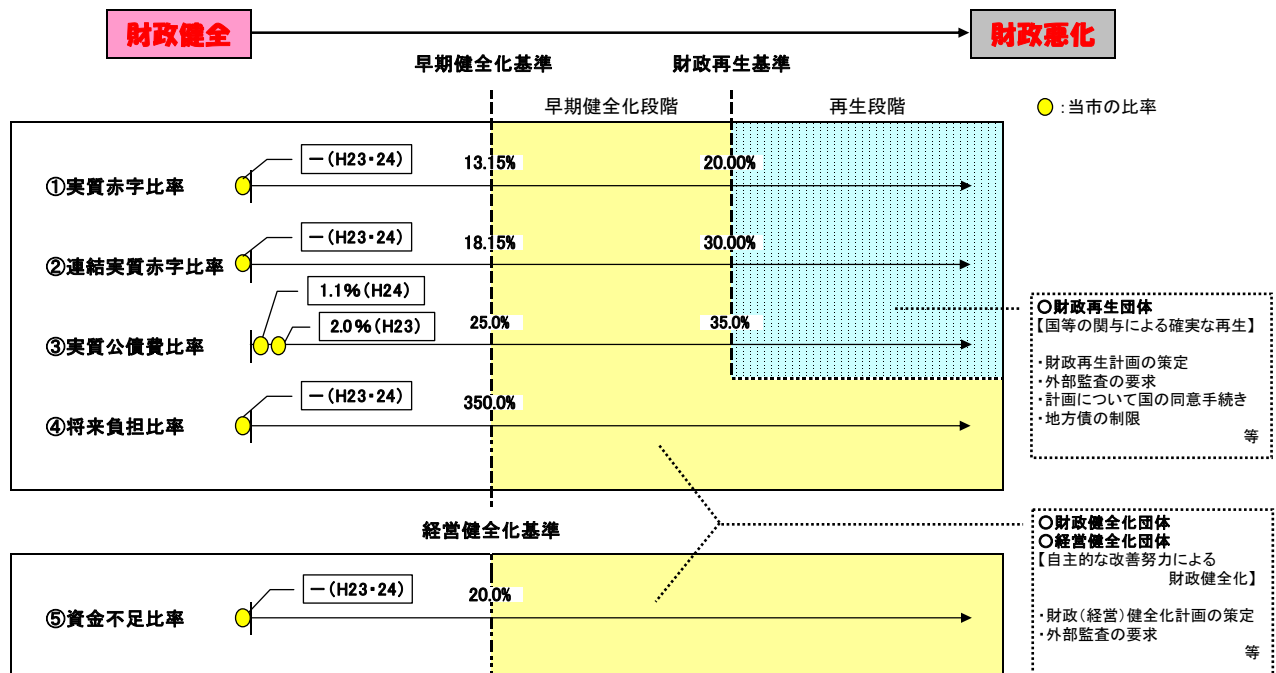 財政健全
財政悪化
早期健全化基準
財政再生基準
早期健全化段階
再生段階
:当市の比率
①実質赤字比率
-(H23・24)
13.15%
20.00%
②連結実質赤字比率
-(H23・24)
18.15%
30.00%
③実質公債費比率
1.1%(H24)
2.0%(H23)
25.0%
35.0%
④将来負担比率
-(H23・24)
350.0%
○財政再生団体
【国等の関与による確実な再生】
・財政再生計画の策定
・外部監査の要求
・計画について国の同意手続き
・地方債の制限
等
経営健全化基準
⑤資金不足比率
-(H23・24)
20.0%
○財政健全化団体
○経営健全化団体
【自主的な改善努力による
財政健全化】
・財政(経営)健全化計画の策定
・外部監査の要求
等